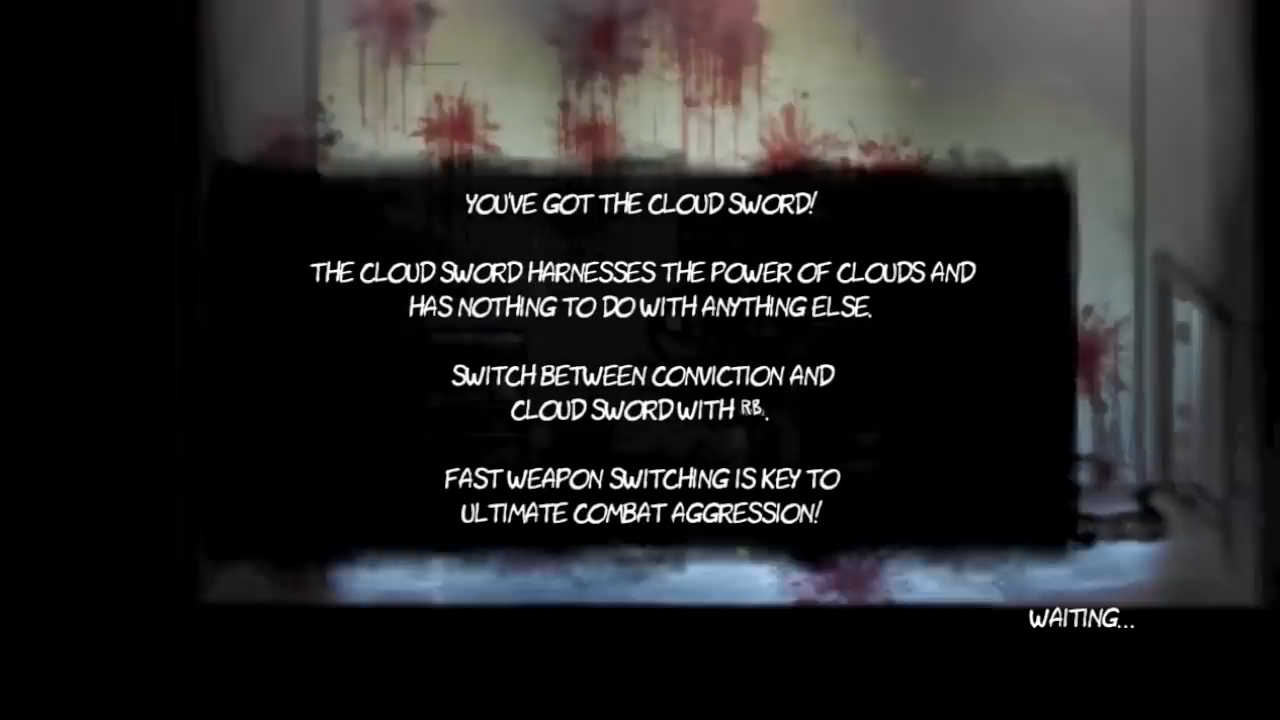 YOU'VE GOT THE CLOUD SWORD!
THE CLOUD SWORD HARNESSES THE POWER OF CLOUDS AND
HAS NOTHING TO DO WITH ANYTHING ELSE.
SWITCH BETWEEN CONVICTION AND
CLOUD SWORD WITH RB.
FAST WEAPON SWITCHING IS KEY TO
ULTIMATE COMBAT AGGRESSION!
WAITING...